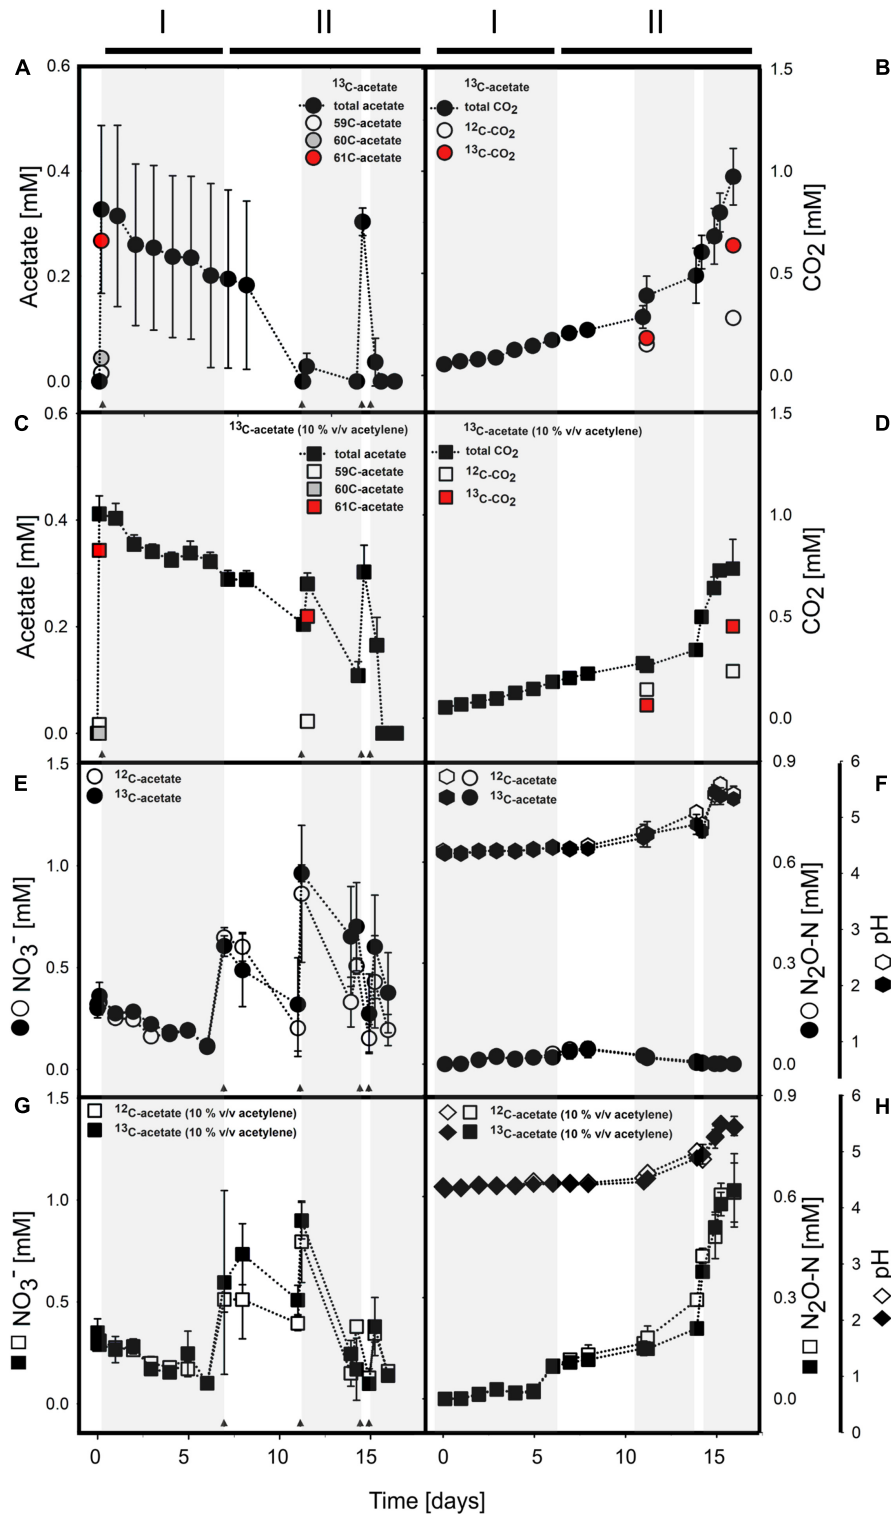 I II I II
A B
0.6 1.5
13C-acetate 13C-acetate
total acetate total CO2
59C-acetate 12C-CO2
60C-acetate 13C-CO2
61C-acetate
0.4 1.0
0.2 0.5
0.0 0.0
Acetate [mM] CO2 [mM]
C D
0.6 1.5
13C-acetate (10 % v/v acetylene) 13C-acetate (10 % v/v acetylene)
total acetate total CO2
59C-acetate 12C-CO2
60C-acetate 13C-CO2
61C-acetate
0.4 1.0
0.2 0.5
0.0 0.0
Acetate [mM] CO2 [mM]
E F
1.5 0.9 6
12C-acetate 12C-acetate
13C-acetate 13C-acetate
5
1.0 0.6 4
3
0.5 0.3 2
1
0.0 0.0
NO3- [mM] N2O-N [mM] pH
G H
1.5 0.9
12C-acetate (10 % v/v acetylene) 12C-acetate (10 % v/v acetylene)
13C-acetate (10 % v/v acetylene) 13C-acetate (10 % v/v acetylene)
5
1.0 0.6 4
3
0.5 0.3 2
1
0.0 0.0 0
NO3- [mM] N2O-N [mM] pH
0 5 10 15 0 5 10 15
Time [days]